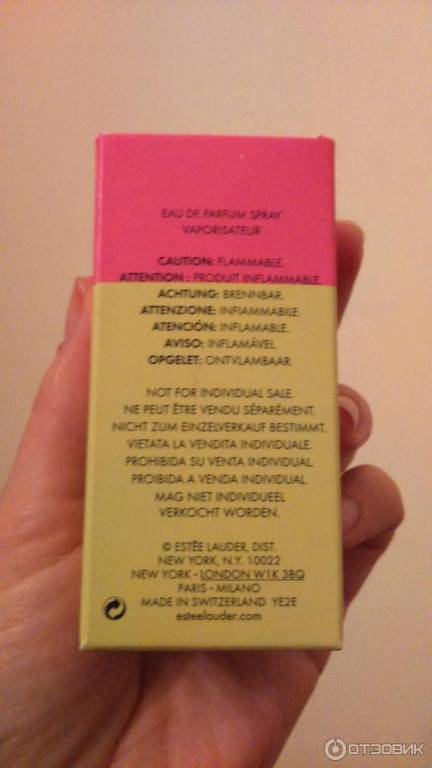 EAU DE PARFUM SPRAY
VAPORISATEUR
CAUTION: FLAMMABLE.
ATTENTION : PRODUIT INFLAMMABLE.
ACHTUNG: BRENNBAR.
ATTENZIONE: INFIAMMABILE.
ATENCIÓN: INFLAMABLE.
AVISO: INFLAMÁVEL.
OPGELET: ONTVLAMBAAR.
NOT FOR INDIVIDUAL SALE.
NE PEUT ÊTRE VENDU SÉPARÉMENT.
NICHT ZUM EINZELVERKAUF BESTIMMT.
VIETATA LA VENDITA INDIVIDUALE.
PROHIBIDA SU VENTA INDIVIDUAL.
PROIBIDA A VENDA INDIVIDUAL.
MAG NIET INDIVIDUEEL
VERKOCHT WORDEN.
© ESTÉE LAUDER, DIST.
NEW YORK, N.Y. 10022
NEW YORK - LONDON W1K 3BQ
PARIS - MILANO
MADE IN SWITZERLAND YE2E
esteelauder.com
ОТЗОВИК